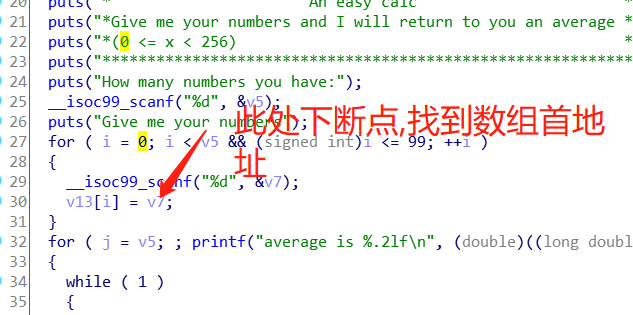 20 puts("*                      An easy calc                       *
21 puts("*Give me your numbers and I will return to you an average *
22 puts("*(0 <= x < 256)                                           *
23 puts("***********************************************************
24 puts("How many numbers you have:");
25 __isoc99_scanf("%d", &v5);
26 puts("Give me your numbers");
27 for ( i = 0; i < v5 && (signed int)i <= 99; ++i )
此处下断点,找到数组首地址
28 {
29 __isoc99_scanf("%d", &v7);
30 v13[i] = v7;
31 }
32 for ( j = v5; ; printf("average is %.2lf\n", (double)((long doubl
33 {
34 while ( 1 )
35 {